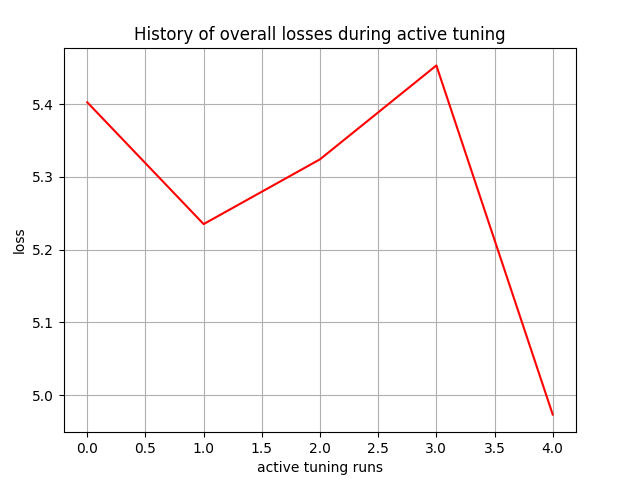 History of overall losses during active tuning
5.4
5.3
5.2
5.1
5.0
loss
0.0 0.5 1.0 1.5 2.0 2.5 3.0 3.5 4.0
active tuning runs